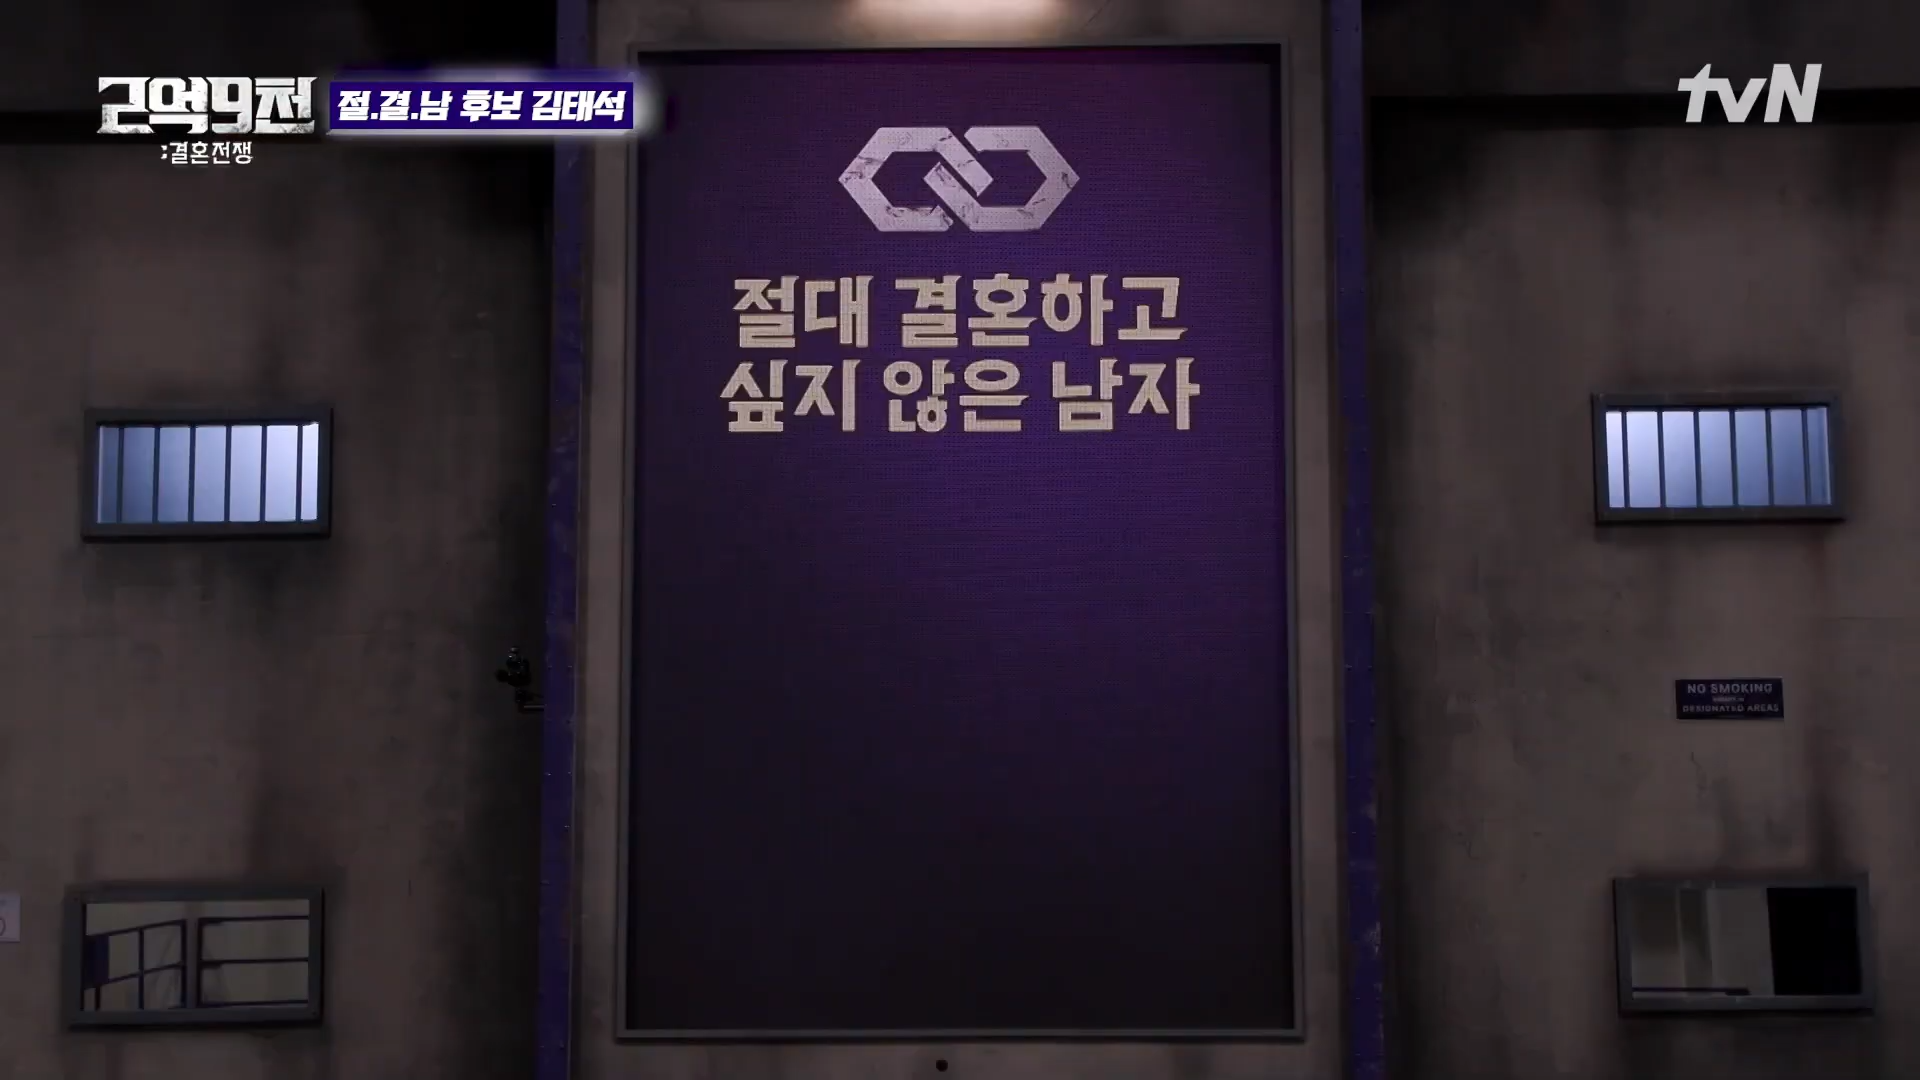 2억9천
:결혼전쟁
절.결.남 후보 김태석
tvN
절대 결혼하고
싶지 않은 남자
NO SMOKING
DESIGNATED AREAS